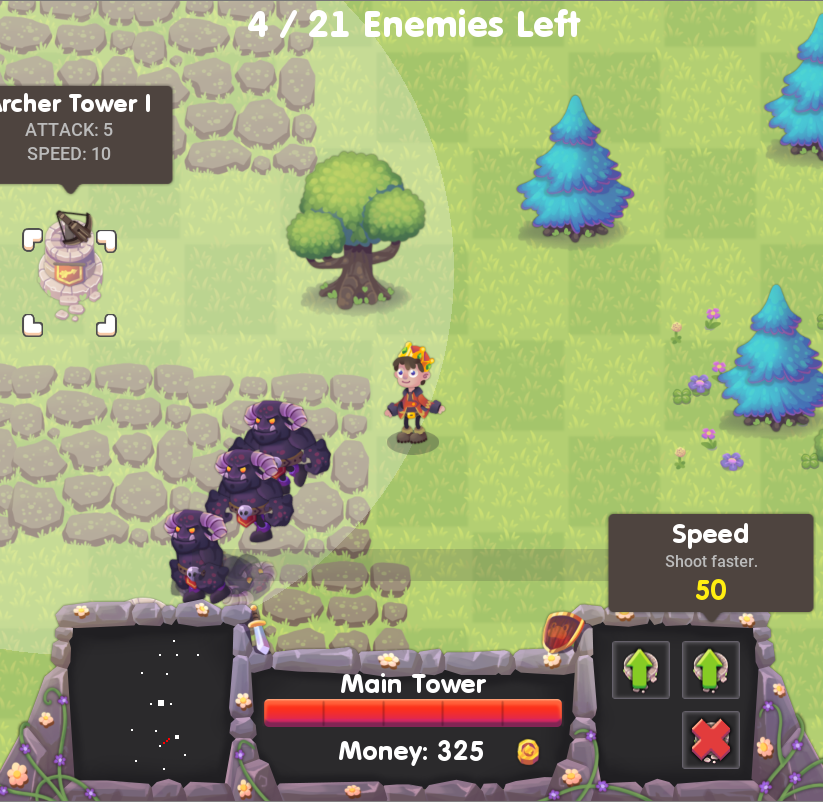 4 / 21 Enemies Left
Archer Tower I
ATTACK: 5
SPEED: 10
Speed
Shoot faster.
50
Main Tower
Money: 325